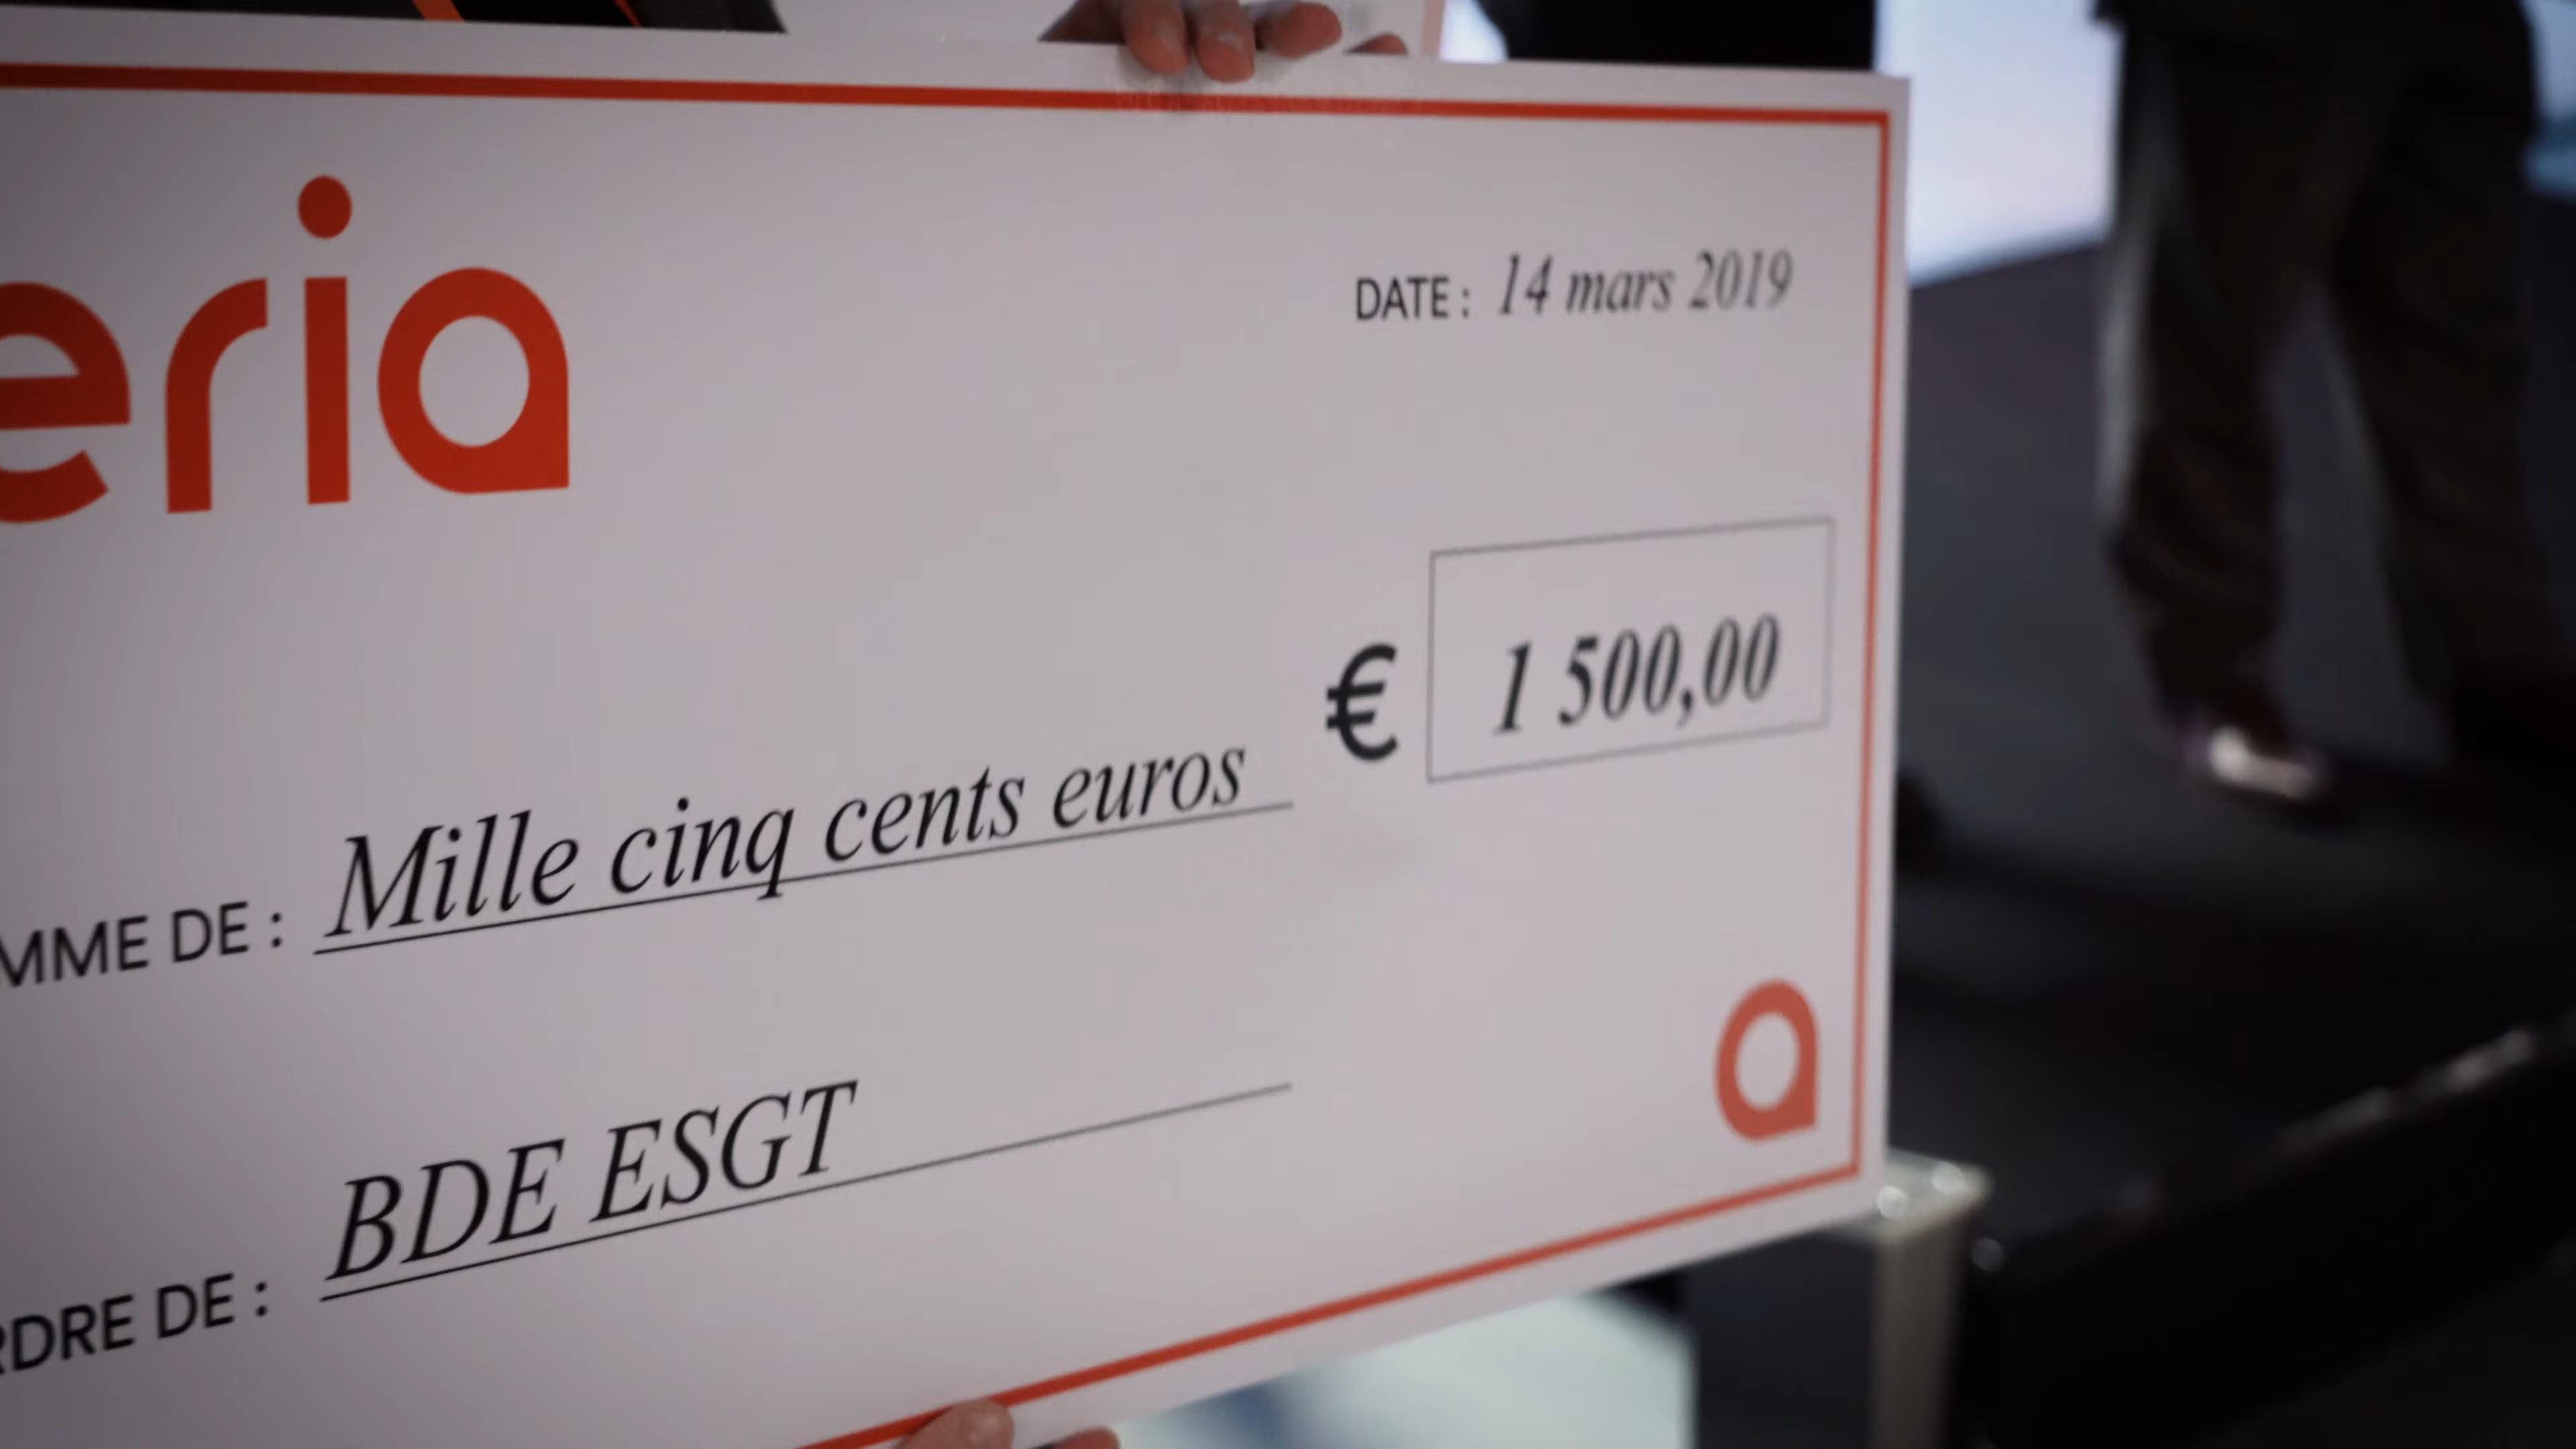 eria
DATE : 14 mars 2019
€ 1 500,00
MME DE : Mille cinq cents euros
RDRE DE : BDE ESGT
a